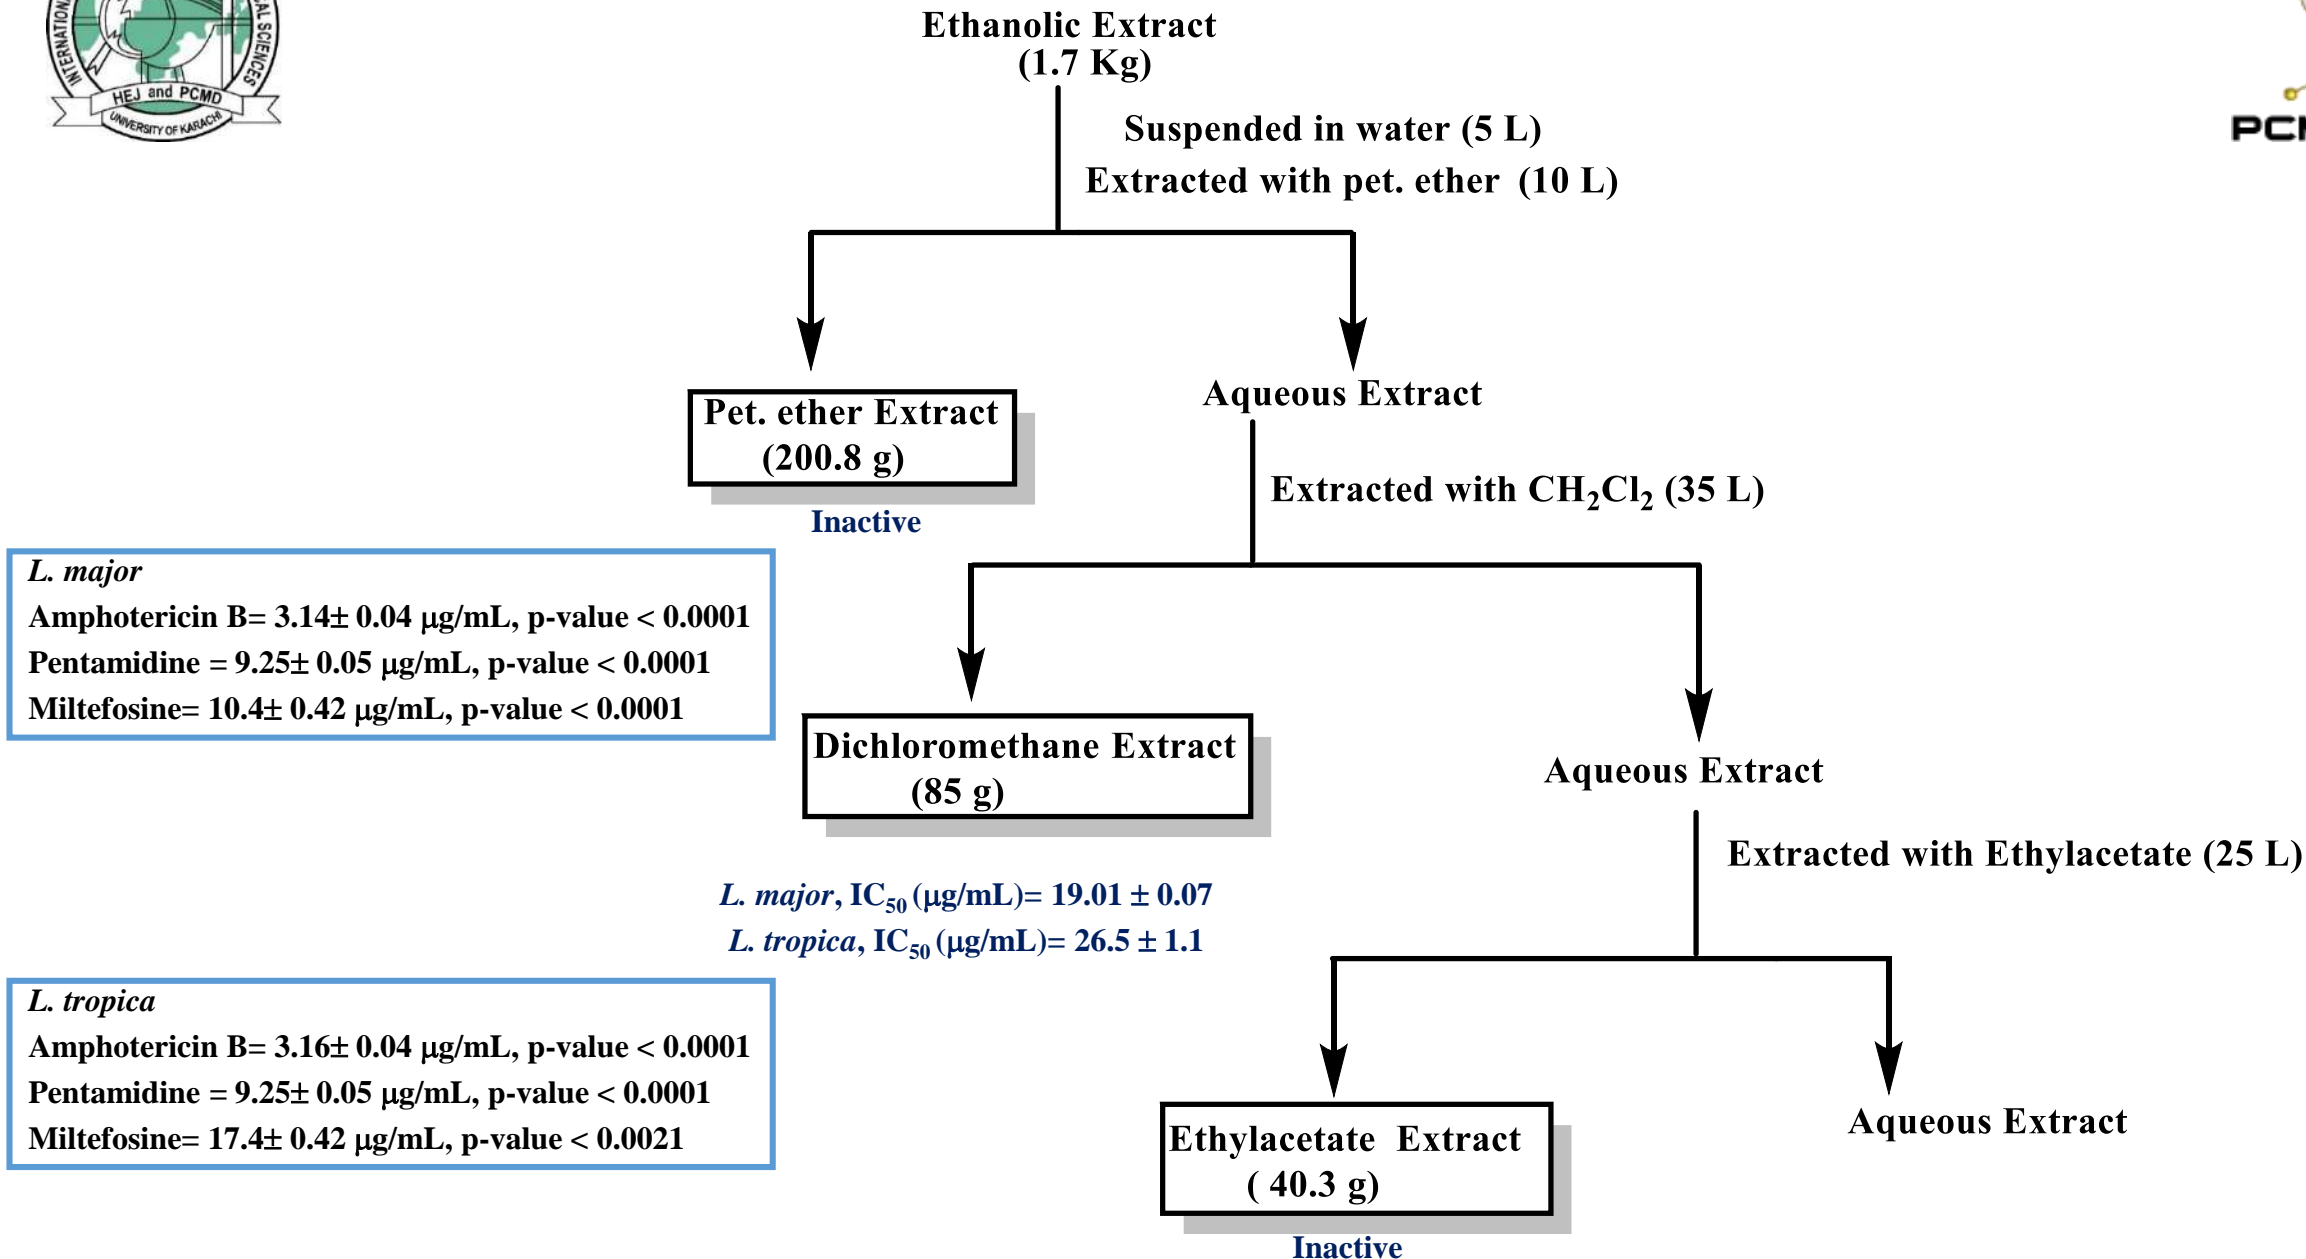 INTERNATION
CAL SCIENCES
HEJ and PCMD
UNIVERSITY OF KARACHI
Ethanolic Extract
(1.7 Kg)
Suspended in water (5 L)
Extracted with pet. ether (10 L)
Pet. ether Extract
(200.8 g)
Inactive
Aqueous Extract
Extracted with CH₂Cl₂ (35 L)
L. major
Amphotericin B= 3.14± 0.04 µg/mL, p-value < 0.0001
Pentamidine = 9.25± 0.05 µg/mL, p-value < 0.0001
Miltefosine= 10.4± 0.42 µg/mL, p-value < 0.0001
Dichloromethane Extract
(85 g)
L. major, IC₅₀ (µg/mL)= 19.01 ± 0.07
L. tropica, IC₅₀ (µg/mL)= 26.5 ± 1.1
Aqueous Extract
Extracted with Ethylacetate (25 L)
L. tropica
Amphotericin B= 3.16± 0.04 µg/mL, p-value < 0.0001
Pentamidine = 9.25± 0.05 µg/mL, p-value < 0.0001
Miltefosine= 17.4± 0.42 µg/mL, p-value < 0.0021
Ethylacetate Extract
( 40.3 g)
Inactive
Aqueous Extract